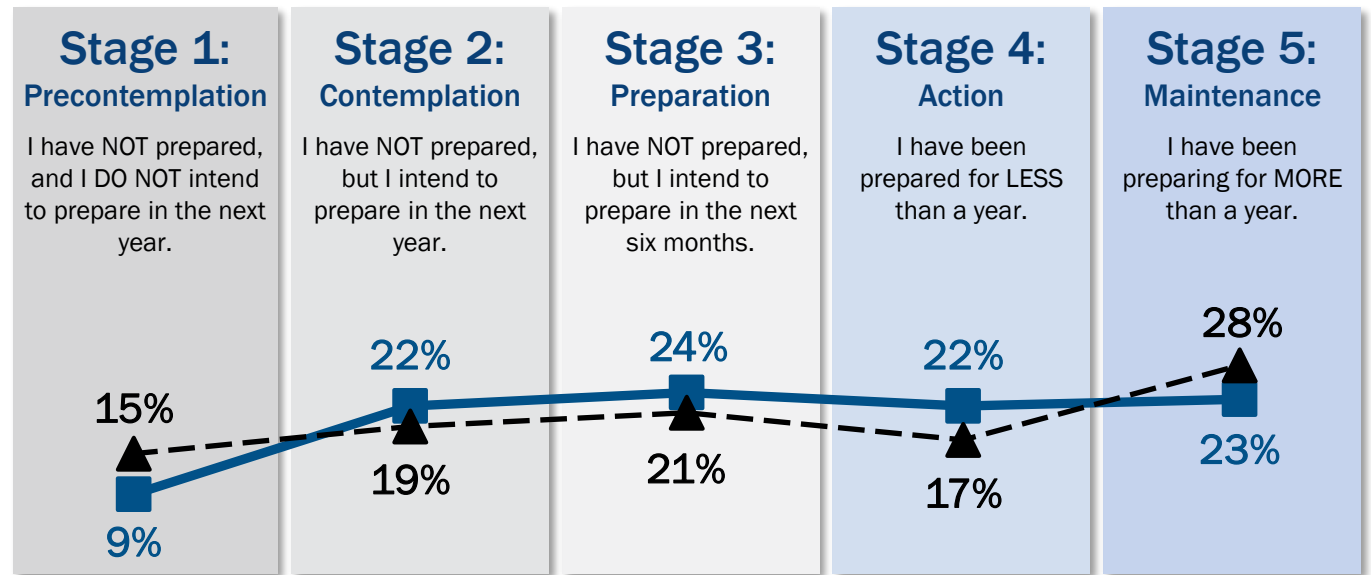 Stage 1:
Precontemplation
I have NOT prepared,
and I DO NOT intend
to prepare in the next
year.
15%
9%
Stage 2:
Contemplation
I have NOT prepared,
but I intend to
prepare in the next
year.
22%
19%
Stage 3:
Preparation
I have NOT prepared,
but I intend to
prepare in the next
six months.
24%
21%
Stage 4:
Action
I have been
prepared for LESS
than a year.
22%
17%
Stage 5:
Maintenance
I have been
preparing for MORE
than a year.
28%
23%